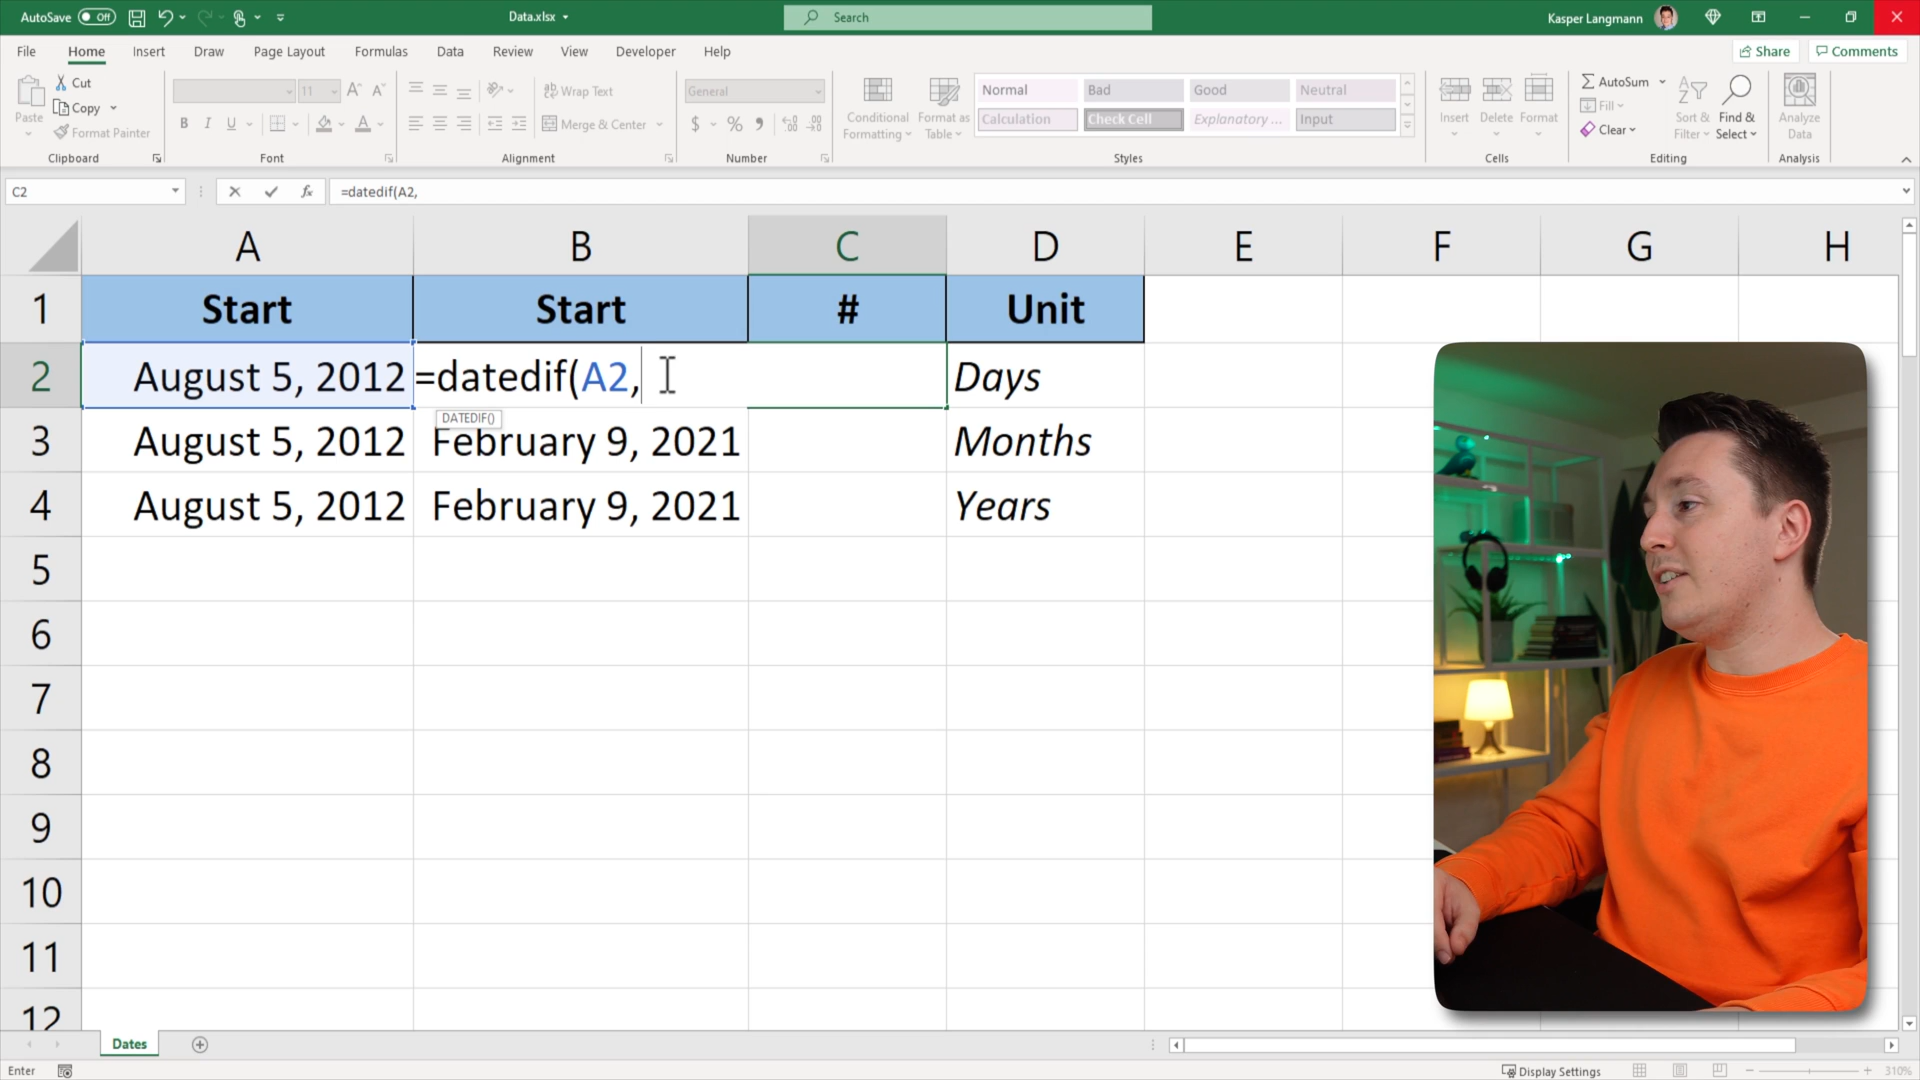 AutoSave Off Data.xlsx Search Kasper Langmann
File Home Insert Draw Page Layout Formulas Data Review View Developer Help Share Comments
Paste Cut Copy Format Painter
Clipboard
11
B I U
Font
Wrap Text
Merge & Center
Alignment
General
$ %
Number
Conditional Formatting
Format as Table
Normal Bad Good Neutral
Calculation Check Cell Explanatory ... Input
Styles
Insert Delete Format
Cells
AutoSum
Fill
Clear
Sort & Filter
Find & Select
Editing
Analyze Data
Analysis
C2 fx =datedif(A2,
A B C D E F G H
1 Start Start # Unit
2 August 5, 2012 =datedif(A2, Days
DATEDIF()
3 August 5, 2012 February 9, 2021 Months
4 August 5, 2012 February 9, 2021 Years
5
6
7
8
9
10
11
12
Dates
Enter Display Settings 310%